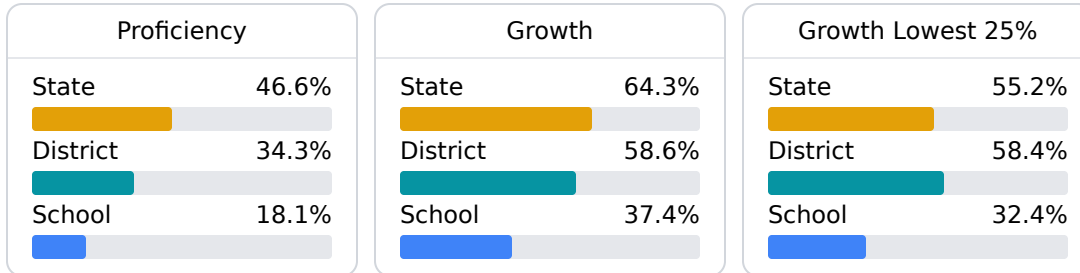 Proficiency
State 46.6%
District 34.3%
School 18.1%
Growth
State 64.3%
District 58.6%
School 37.4%
Growth Lowest 25%
State 55.2%
District 58.4%
School 32.4%